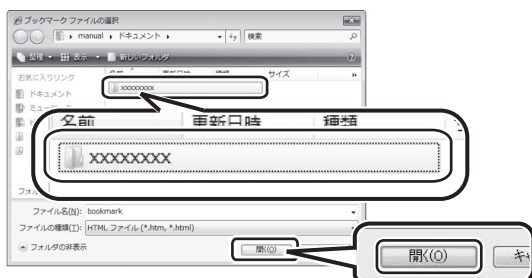 ブックマーク ファイルの選択
manual ▸ ドキュメント ▸
検索
整理 表示 新しいフォルダ
お気に入りリンク
サイズ
»
ドキュメント
xxxxxxxx
名前 更新日時 種類
XXXXXXXX
ファイル名(N): bookmark
ファイルの種類(T): HTML ファイル (*.htm, *.html)
フォルダの非表示
開く(O)
開く(O)